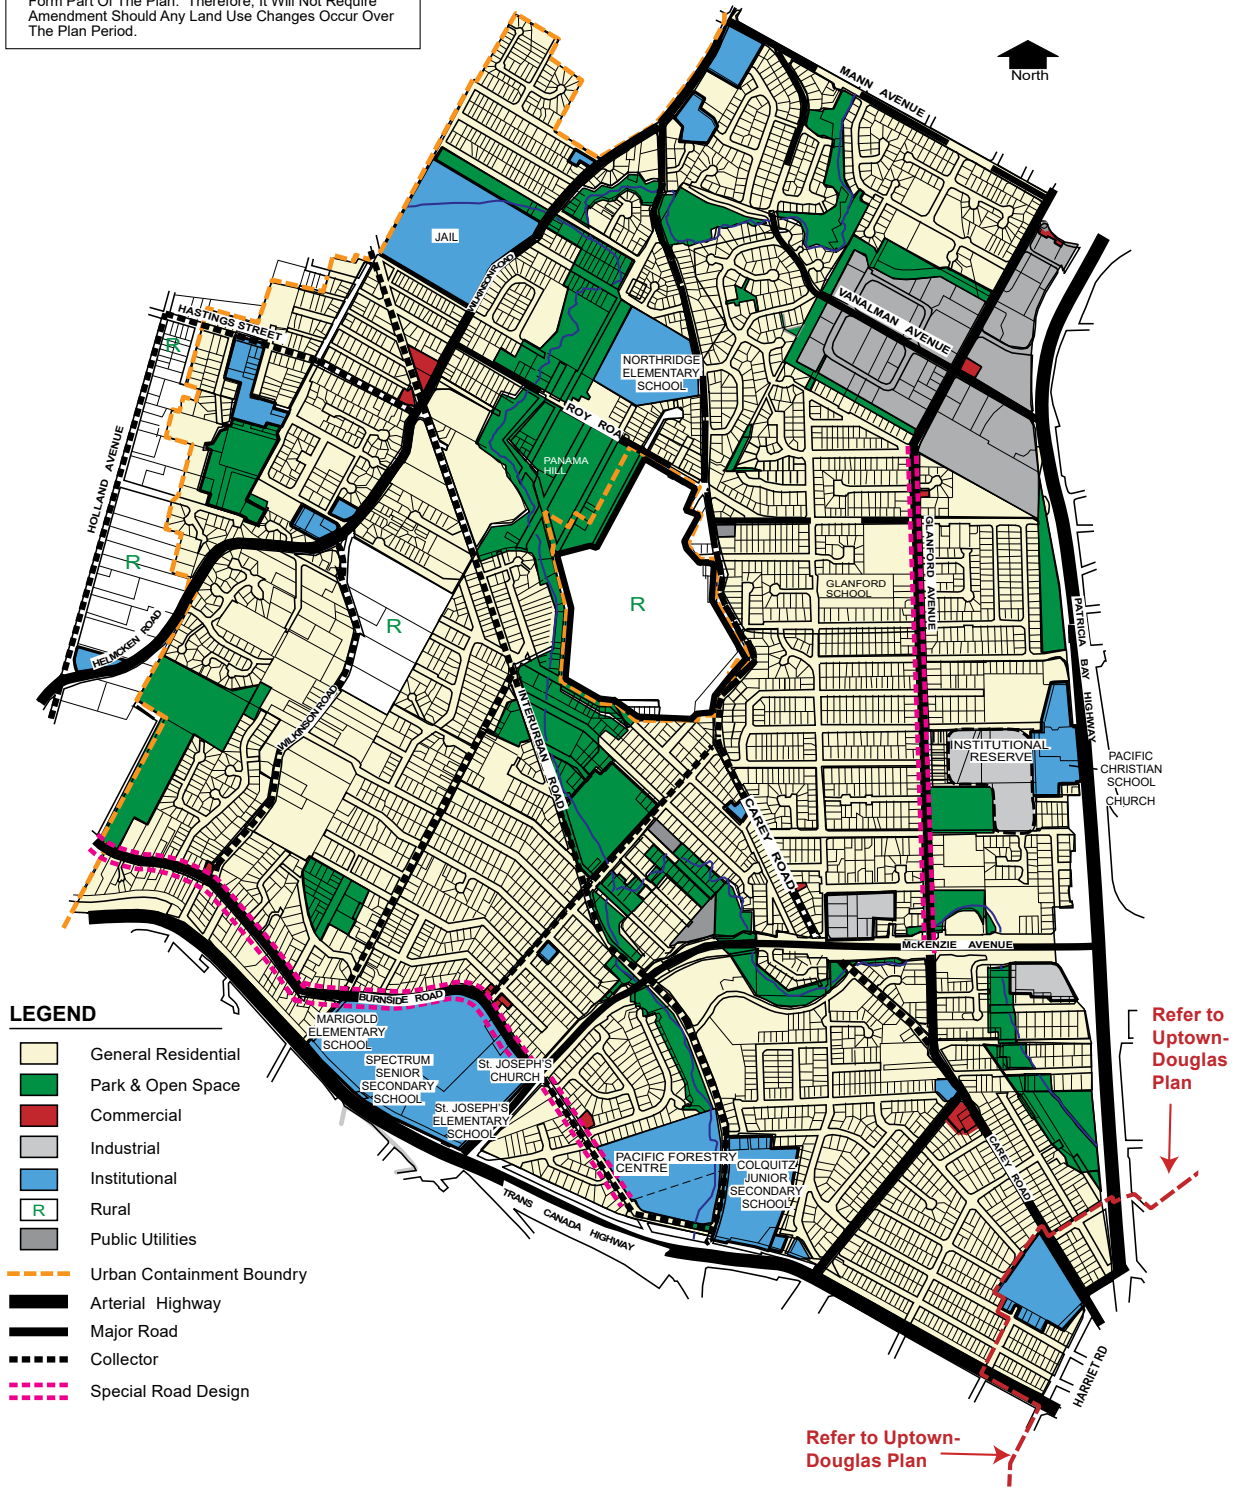 Form Part Of The Plan. Therefore, It Will Not Require
Amendment Should Any Land Use Changes Occur Over
The Plan Period.
North
MANN AVENUE
JAIL
WILKINSON ROAD
HASTINGS STREET
R
VANALMAN AVENUE
NORTHRIDGE
ELEMENTARY
SCHOOL
ROY ROAD
PANAMA
HILL
HOLLAND AVENUE
R
R
R
GLANFORD
SCHOOL
GLANFORD AVENUE
PATRICIA BAY HIGHWAY
HELMCKEN ROAD
WILKINSON ROAD
INTERURBAN ROAD
INSTITUTIONAL
RESERVE
PACIFIC
CHRISTIAN
SCHOOL
CHURCH
CAREY ROAD
McKENZIE AVENUE
BURNSIDE ROAD
MARIGOLD
ELEMENTARY
SCHOOL
SPECTRUM
SENIOR
SECONDARY
SCHOOL
St. JOSEPH'S
CHURCH
St. JOSEPH'S
ELEMENTARY
SCHOOL
PACIFIC FORESTRY
CENTRE
COLQUITZ
JUNIOR
SECONDARY
SCHOOL
CAREY ROAD
TRANS CANADA HIGHWAY
HARRIET RD
Refer to
Uptown-
Douglas
Plan
Refer to Uptown-
Douglas Plan
LEGEND
General Residential
Park & Open Space
Commercial
Industrial
Institutional
R Rural
Public Utilities
Urban Containment Boundry
Arterial Highway
Major Road
Collector
Special Road Design